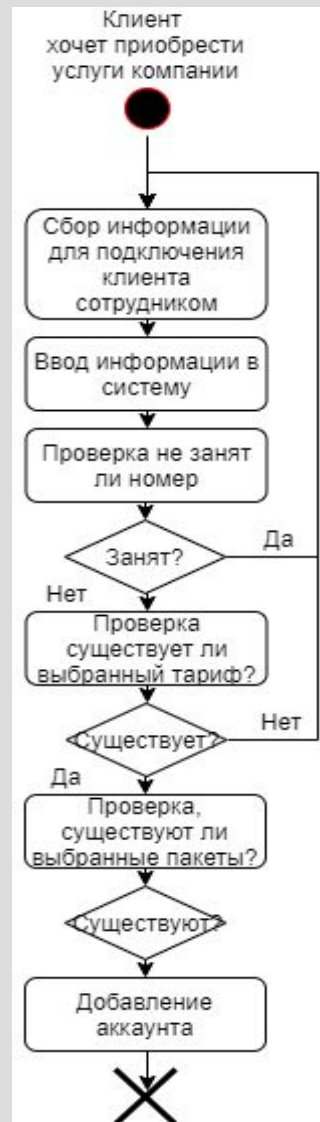 Клиент
хочет приобрести
услуги компании
Сбор информации
для подключения
клиента
сотрудником
Ввод информации в
систему
Проверка не занят
ли номер
Занят?
Да
Нет
Проверка
существует ли
выбранный тариф?
Существует?
Нет
Да
Проверка,
существуют ли
выбранные пакеты?
Существуют?
Добавление
аккаунта